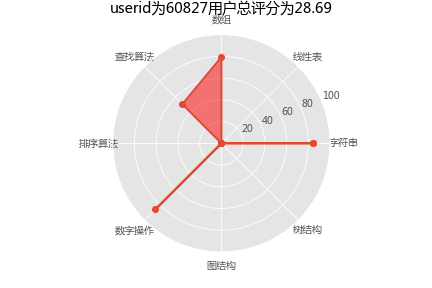 userid为60827用户总评分为28.69
数组
查找算法
线性表
100
80
60
40
20
排序算法
字符串
数字操作
树结构
图结构